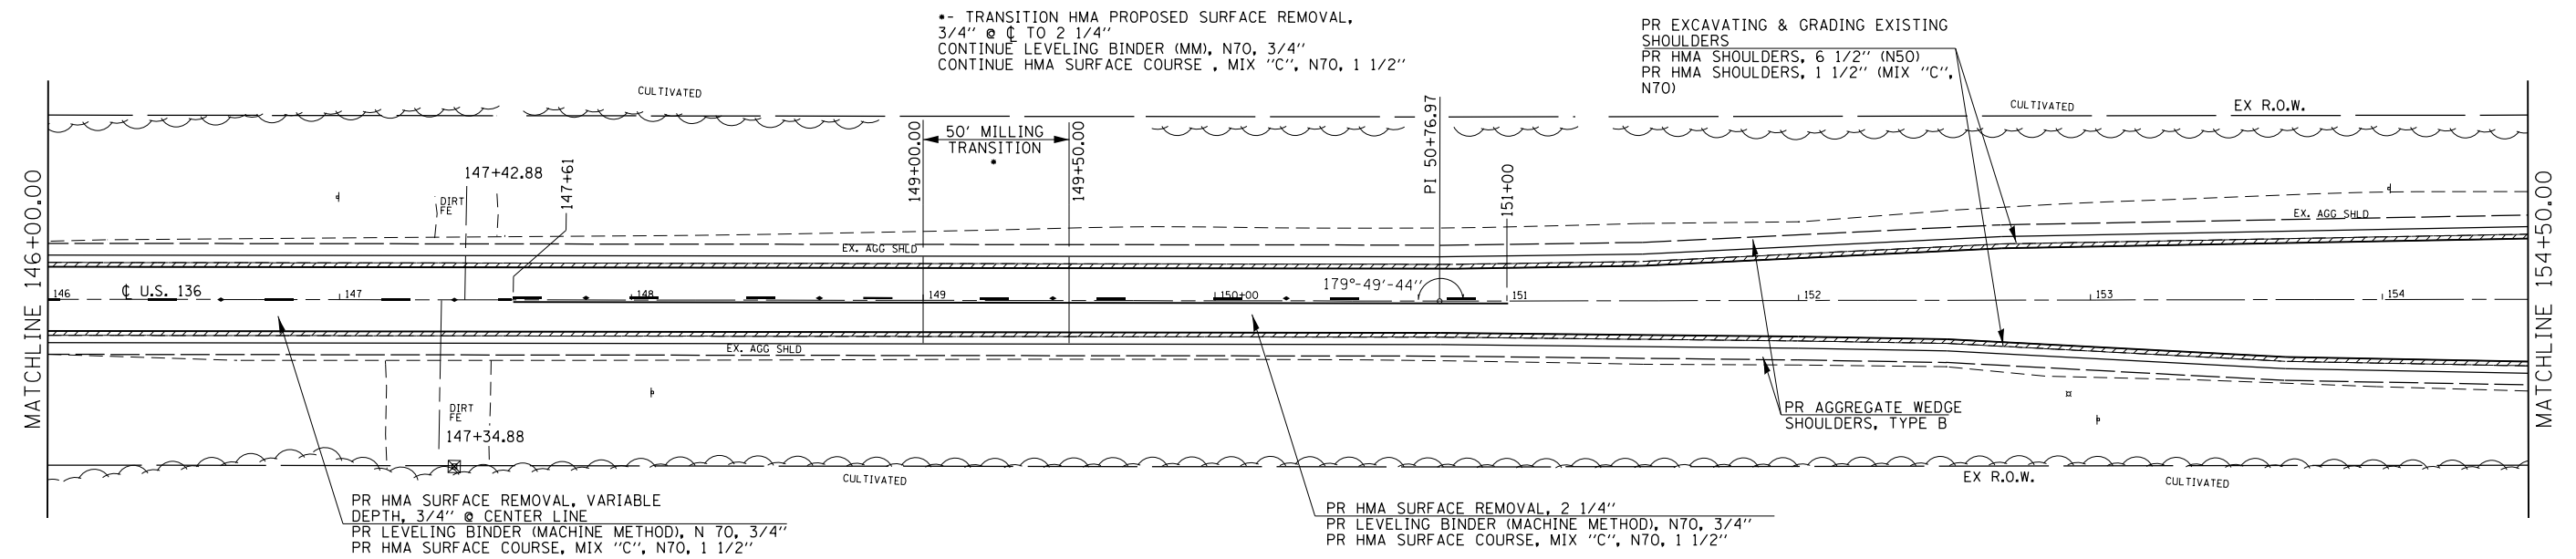 •- TRANSITION HMA PROPOSED SURFACE REMOVAL,
3/4" @ ℄ TO 2 1/4"
CONTINUE LEVELING BINDER (MM), N70, 3/4"
CONTINUE HMA SURFACE COURSE , MIX "C", N70, 1 1/2"
PR EXCAVATING & GRADING EXISTING
SHOULDERS
PR HMA SHOULDERS, 6 1/2" (N50)
PR HMA SHOULDERS, 1 1/2" (MIX "C",
N70)
CULTIVATED
CULTIVATED
EX R.O.W.
MATCHLINE 146+00.00
147+42.88
147+61
149+00.00
50' MILLING
TRANSITION
•
149+50.00
PI 50+76.97
151+00
MATCHLINE 154+50.00
DIRT
FE
EX. AGG SHLD
EX. AGG SHLD
179°-49'-44"
146
℄ U.S. 136
147
148
149
150+00
151
152
153
154
EX. AGG SHLD
DIRT
FE
147+34.88
PR AGGREGATE WEDGE
SHOULDERS, TYPE B
CULTIVATED
EX R.O.W.
CULTIVATED
PR HMA SURFACE REMOVAL, VARIABLE
DEPTH, 3/4" @ CENTER LINE
PR LEVELING BINDER (MACHINE METHOD), N 70, 3/4"
PR HMA SURFACE COURSE, MIX "C", N70, 1 1/2"
PR HMA SURFACE REMOVAL, 2 1/4"
PR LEVELING BINDER (MACHINE METHOD), N70, 3/4"
PR HMA SURFACE COURSE, MIX "C", N70, 1 1/2"